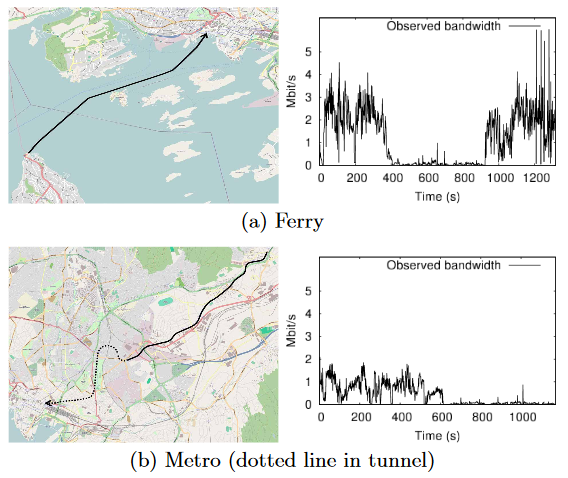 Observed bandwidth
Mbit/s
5
4
3
2
1
0
0 200 400 600 800 1000 1200
Time (s)
(a) Ferry
Observed bandwidth
Mbit/s
5
4
3
2
1
0
0 200 400 600 800 1000
Time (s)
(b) Metro (dotted line in tunnel)